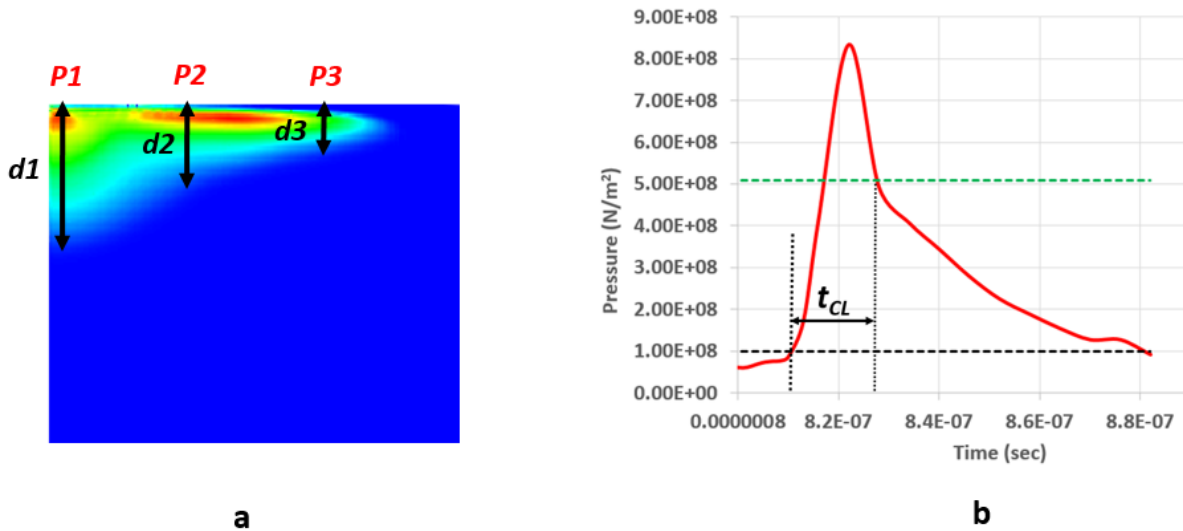 P1 P2 P3
d1 d2 d3
a
9.00E+08
8.00E+08
7.00E+08
6.00E+08
5.00E+08
4.00E+08
3.00E+08
2.00E+08
1.00E+08
0.00E+00
Pressure (N/m²)
tCL
0.0000008 8.2E-07 8.4E-07 8.6E-07 8.8E-07
Time (sec)
b